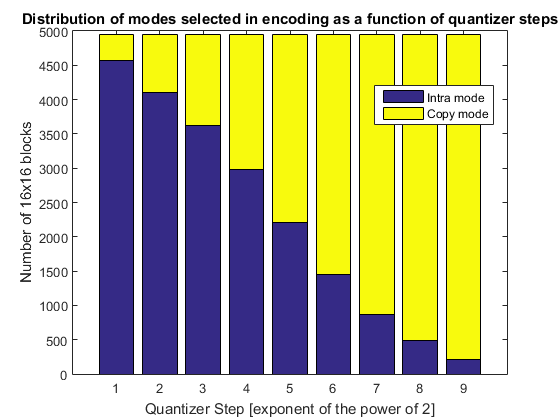 Distribution of modes selected in encoding as a function of quantizer steps
5000
4500
4000
3500
3000
2500
2000
1500
1000
500
0
Number of 16x16 blocks
Intra mode
Copy mode
1 2 3 4 5 6 7 8 9
Quantizer Step [exponent of the power of 2]